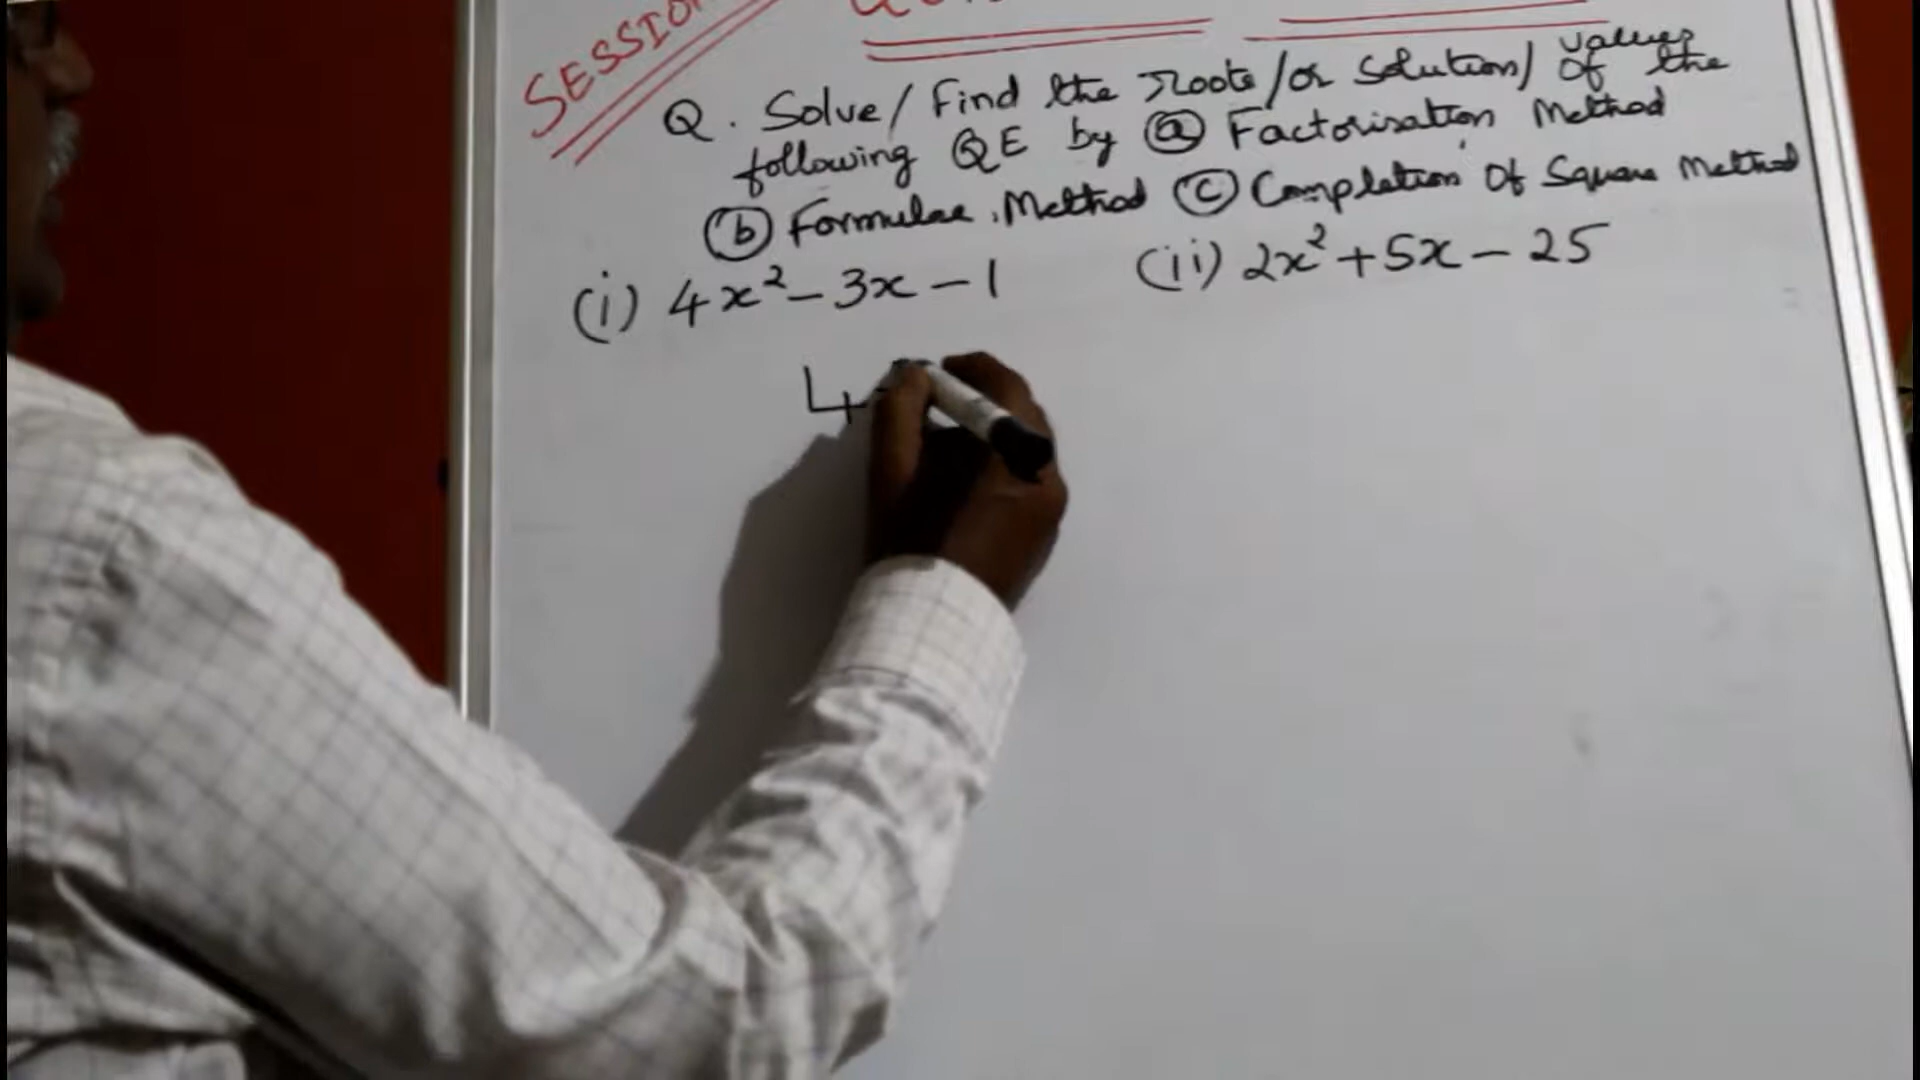 SESSION
Q. Solve/ Find the Roots/or Solution/ values Of the
following QE by (a) Factorisation Method
(b) Formulae Method (c) Completion Of Square Method
(i) 4x² - 3x - 1 (ii) 2x² + 5x - 25
4